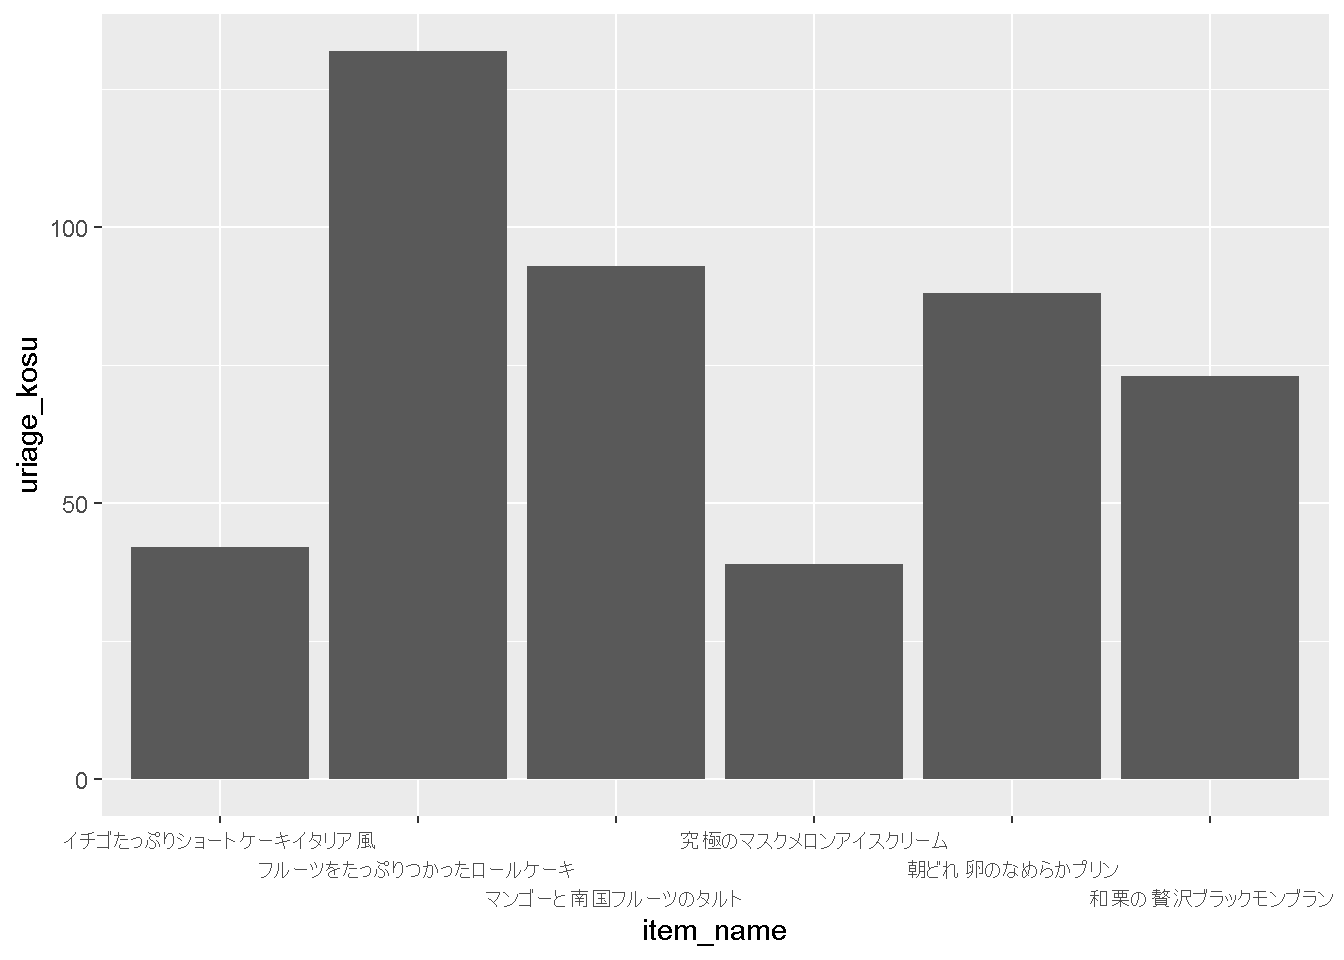 uriage_kosu
100
50
0
イチゴたっぷりショートケーキイタリア風
フルーツをたっぷりつかったロールケーキ
マンゴーと南国フルーツのタルト
究極のマスクメロンアイスクリーム
朝どれ卵のなめらかプリン
和栗の贅沢ブラックモンブラン
item_name